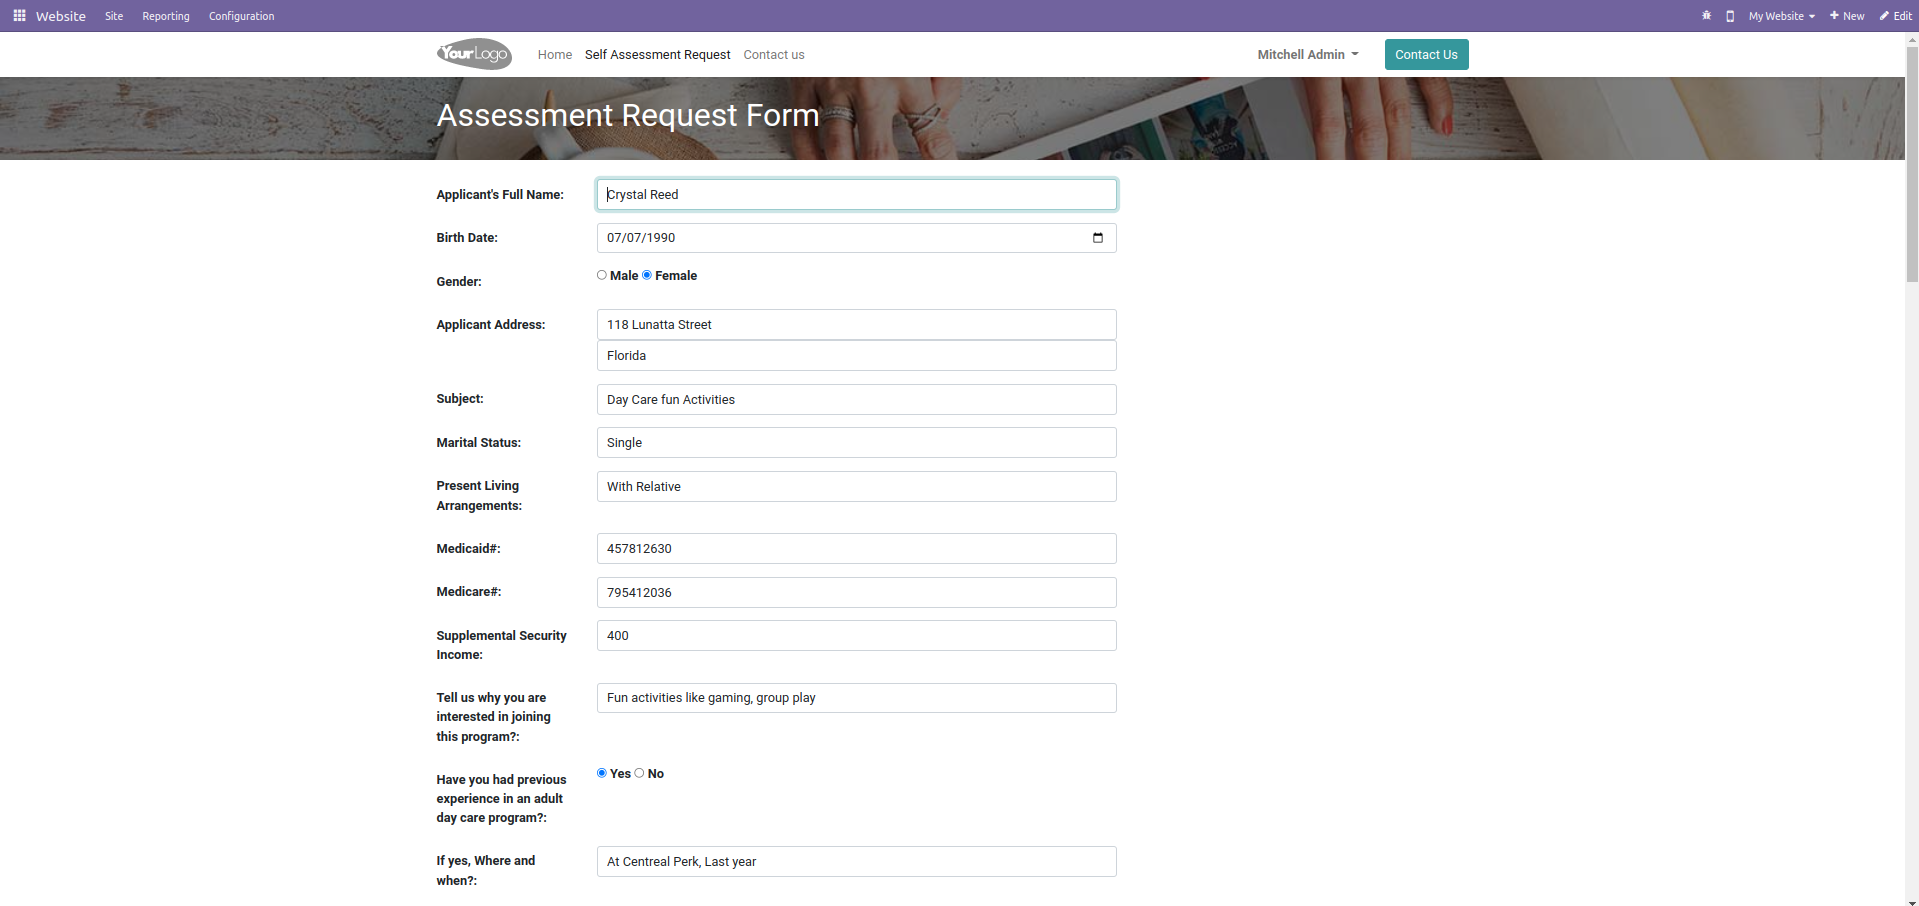 Website Site Reporting Configuration My Website New Edit
YourLogo Home Self Assessment Request Contact us Mitchell Admin Contact Us
Assessment Request Form
Applicant's Full Name: Crystal Reed
Birth Date: 07/07/1990
Gender: Male Female
Applicant Address: 118 Lunatta Street
Florida
Subject: Day Care fun Activities
Marital Status: Single
Present Living With Relative
Arrangements:
Medicaid#: 457812630
Medicare#: 795412036
Supplemental Security 400
Income:
Tell us why you are Fun activities like gaming, group play
interested in joining
this program?:
Have you had previous Yes No
experience in an adult
day care program?:
If yes, Where and At Centreal Perk, Last year
when?: